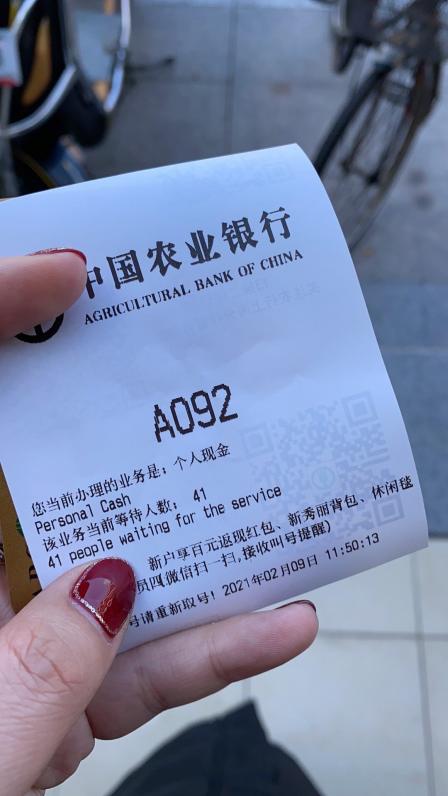 中国农业银行
AGRICULTURAL BANK OF CHINA
A092
您当前办理的业务是: 个人现金
Personal Cash
该业务当前等待人数: 41
41 people waiting for the service
新户享百元返现红包、新秀丽背包、休闲毯
员四微信扫一扫,接收叫号提醒)
号请重新取号! 2021年02月09日 11:50:13